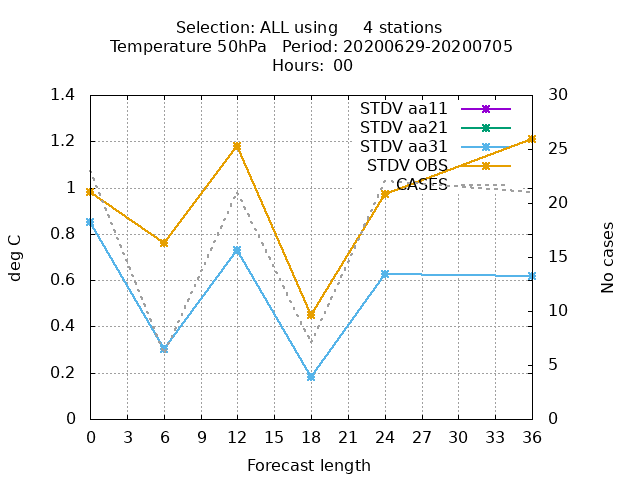 Selection: ALL using     4 stations
Temperature 50hPa   Period: 20200629-20200705
Hours: 00
STDV aa11
STDV aa21
STDV aa31
STDV OBS
CASES
1.4
1.2
1
0.8
0.6
0.4
0.2
0
30
25
20
15
10
5
0
deg C
No cases
0 3 6 9 12 15 18 21 24 27 30 33 36
Forecast length